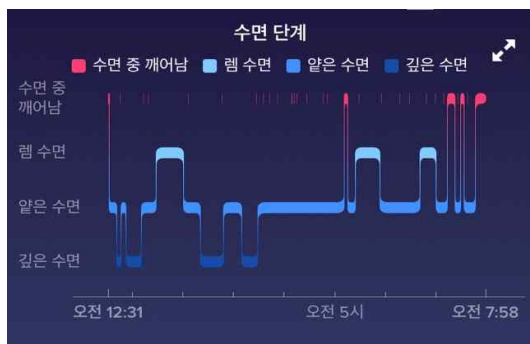 수면 단계
수면 중 깨어남 렘 수면 얕은 수면 깊은 수면
수면 중
깨어남
렘 수면
얕은 수면
깊은 수면
오전 12:31 오전 5시 오전 7:58